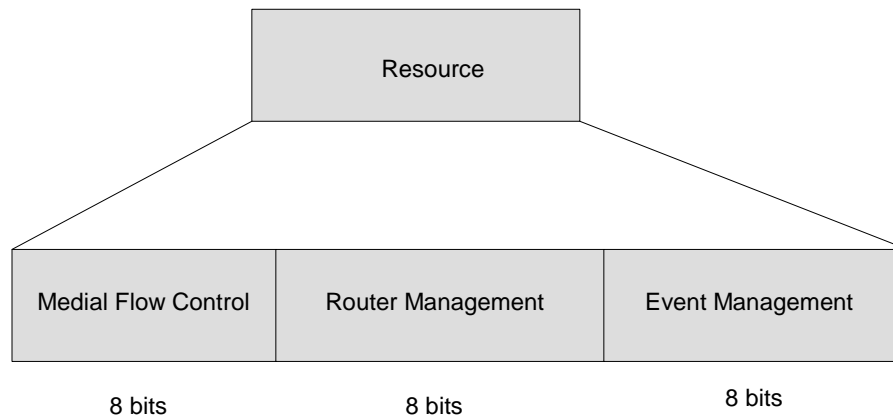 Resource
Medial Flow Control
Router Management
Event Management
8 bits
8 bits
8 bits